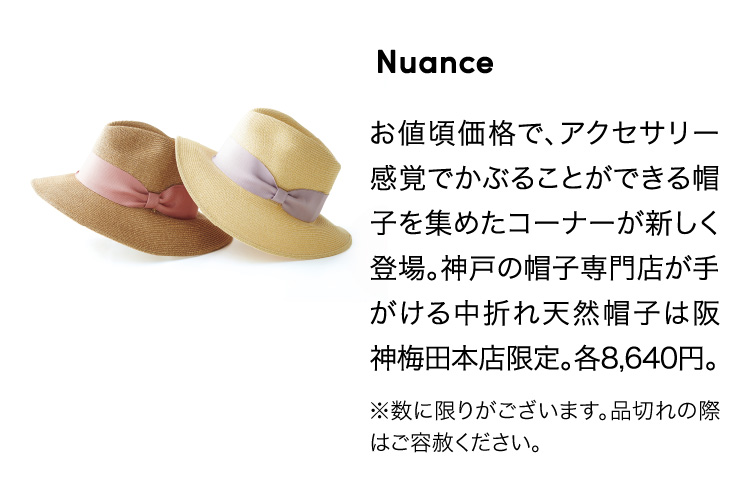 Nuance
お値頃価格で、アクセサリー
感覚でかぶることができる帽
子を集めたコーナーが新しく
登場。神戸の帽子専門店が手
がける中折れ天然帽子は阪
神梅田本店限定。各8,640円。
※数に限りがございます。品切れの際
はご容赦ください。